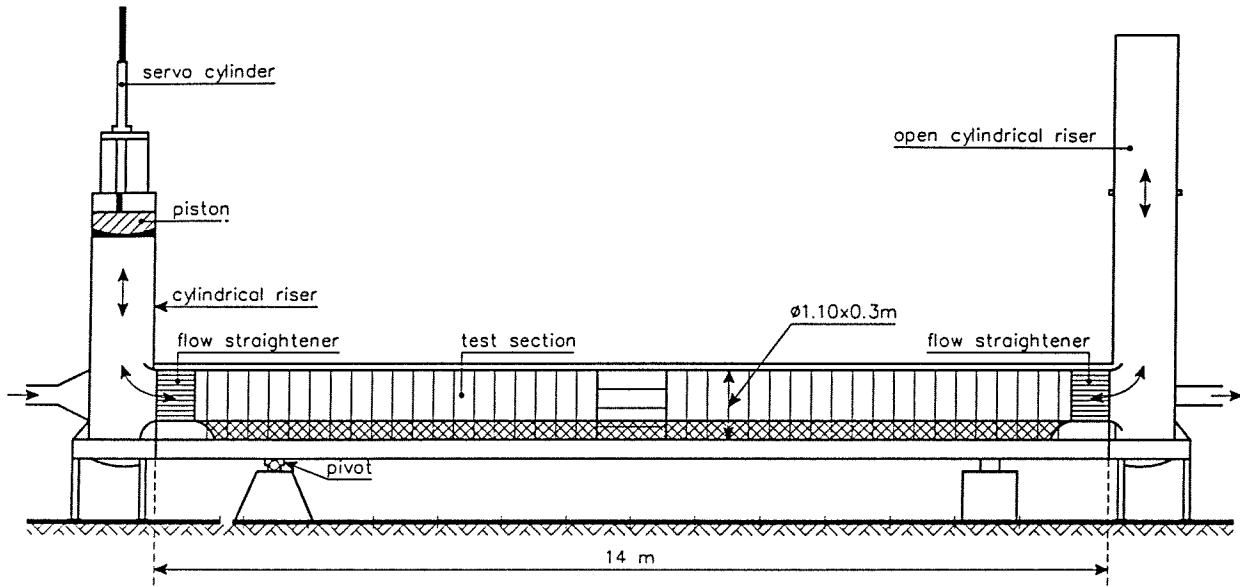 servo cylinder
open cylindrical riser
piston
cylindrical riser
ø1.10x0.3m
flow straightener
test section
flow straightener
pivot
14 m